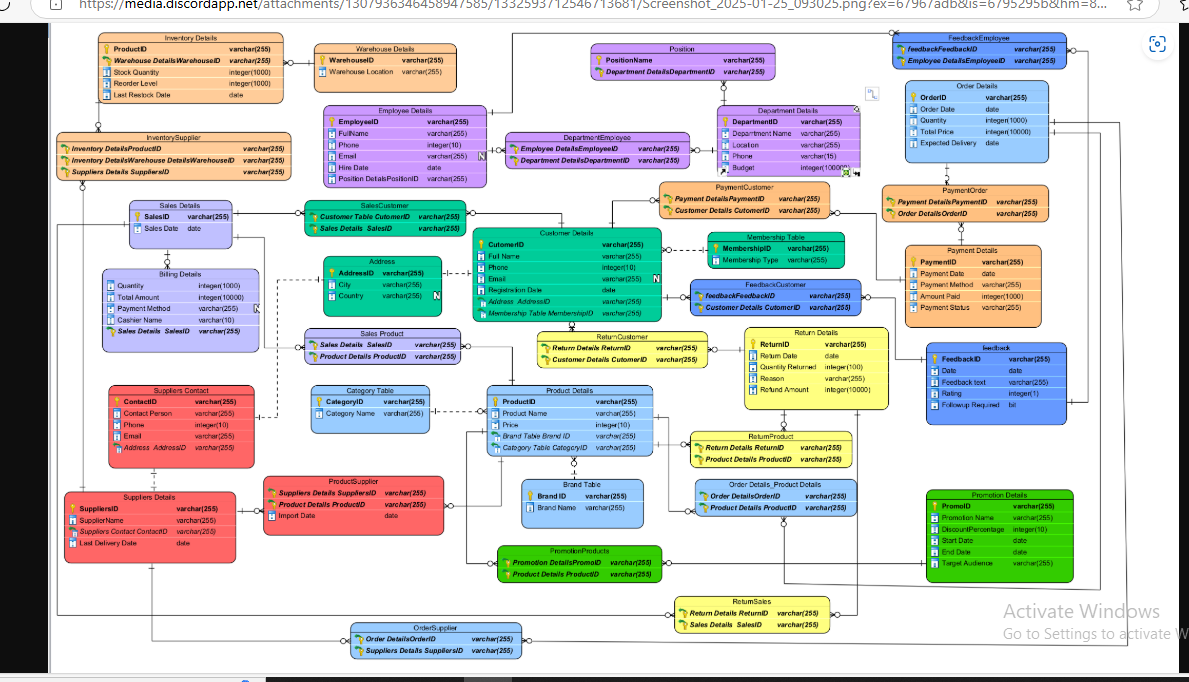 https://media.discordapp.net/attachments/1307936346458947585/1332593712546713681/Screenshot_2025-01-25_093025.png?ex=67967adb&is=6795295b&hm=8...
Inventory Details
ProductID varchar(255)
Warehouse DetailsWarehouseID varchar(255)
Stock Quantity integer(1000)
Reorder Level integer(1000)
Last Restock Date date
Warehouse Details
WarehouseID varchar(255)
Warehouse Location varchar(255)
Position
PositionName varchar(255)
Department DetailsDepartmentID varchar(255)
FeedbackEmployee
feedbackFeedbackID varchar(255)
Employee DetailsEmployeeID varchar(255)
Order Details
OrderID varchar(255)
Order Date date
Quantity integer(1000)
Total Price integer(10000)
Expected Delivery date
Employee Details
EmployeeID varchar(255)
FullName varchar(255)
Phone integer(10)
Email varchar(255) N
Hire Date date
Position DetailsPositionID varchar(255)
Department Details
DepartmentID varchar(255)
Department Name varchar(255)
Location varchar(255)
Phone varchar(15)
Budget integer(10000)
InventorySupplier
Inventory DetailsProductID varchar(255)
Inventory DetailsWarehouse DetailsWarehouseID varchar(255)
Suppliers Details SuppliersID varchar(255)
DepartmentEmployee
Employee DetailsEmployeeID varchar(255)
Department DetailsDepartmentID varchar(255)
PaymentCustomer
Payment DetailsPaymentID varchar(255)
Customer Details CutomerID varchar(255)
PaymentOrder
Payment DetailsPaymentID varchar(255)
Order DetailsOrderID varchar(255)
Sales Details
SalesID varchar(255)
Sales Date date
SalesCustomer
Customer Table CutomerID varchar(255)
Sales Details SalesID varchar(255)
Customer Details
CutomerID varchar(255)
Full Name varchar(255)
Phone integer(10)
Email varchar(255) N
Registration Date date
Address AddressID varchar(255)
Membership Table MembershipID varchar(255)
Membership Table
MembershipID varchar(255)
Membership Type varchar(255)
Payment Details
PaymentID varchar(255)
Payment Date date
Payment Method varchar(255)
Amount Paid integer(1000)
Payment Status varchar(255)
Address
AddressID varchar(255)
City varchar(255)
Country varchar(255) N
Billing Details
Quantity integer(1000)
Total Amount integer(10000)
Payment Method varchar(255) N
Cashier Name varchar(10)
Sales Details SalesID varchar(255)
FeedbackCustomer
feedbackFeedbackID varchar(255)
Customer Details CutomerID varchar(255)
Sales Product
Sales Details SalesID varchar(255)
Product Details ProductID varchar(255)
ReturnCustomer
Return Details ReturnID varchar(255)
Customer Details CutomerID varchar(255)
Return Details
ReturnID varchar(255)
Return Date date
Quantity Returned integer(100)
Reason varchar(255)
Refund Amount integer(10000)
feedback
FeedbackID varchar(255)
Date date
Feedback text varchar(255)
Rating integer(1)
Followup Required bit
Suppliers Contact
ContactID varchar(255)
Contact Person varchar(255)
Phone integer(10)
Email varchar(255)
Address AddressID varchar(255)
Category Table
CategoryID varchar(255)
Category Name varchar(255)
Product Details
ProductID varchar(255)
Product Name varchar(255)
Price integer(10)
Brand Table Brand ID varchar(255)
Category Table CategoryID varchar(255)
ReturnProduct
Return Details ReturnID varchar(255)
Product Details ProductID varchar(255)
Suppliers Details
SuppliersID varchar(255)
SupplierName varchar(255)
Suppliers Contact ContactID varchar(255)
Last Delivery Date date
ProductSupplier
Suppliers Details SuppliersID varchar(255)
Product Details ProductID varchar(255)
Import Date date
Brand Table
Brand ID varchar(255)
Brand Name varchar(255)
Order Details_Product Details
Order DetailsOrderID varchar(255)
Product Details ProductID varchar(255)
Promotion Details
PromoID varchar(255)
Promotion Name varchar(255)
DiscountPercentage integer(10)
Start Date date
End Date date
Target Audience varchar(255)
PromotionProducts
Promotion DetailsPromoID varchar(255)
Product Details ProductID varchar(255)
ReturnSales
Return Details ReturnID varchar(255)
Sales Details SalesID varchar(255)
OrderSupplier
Order DetailsOrderID varchar(255)
Suppliers Details SuppliersID varchar(255)
Activate Windows
Go to Settings to activate W